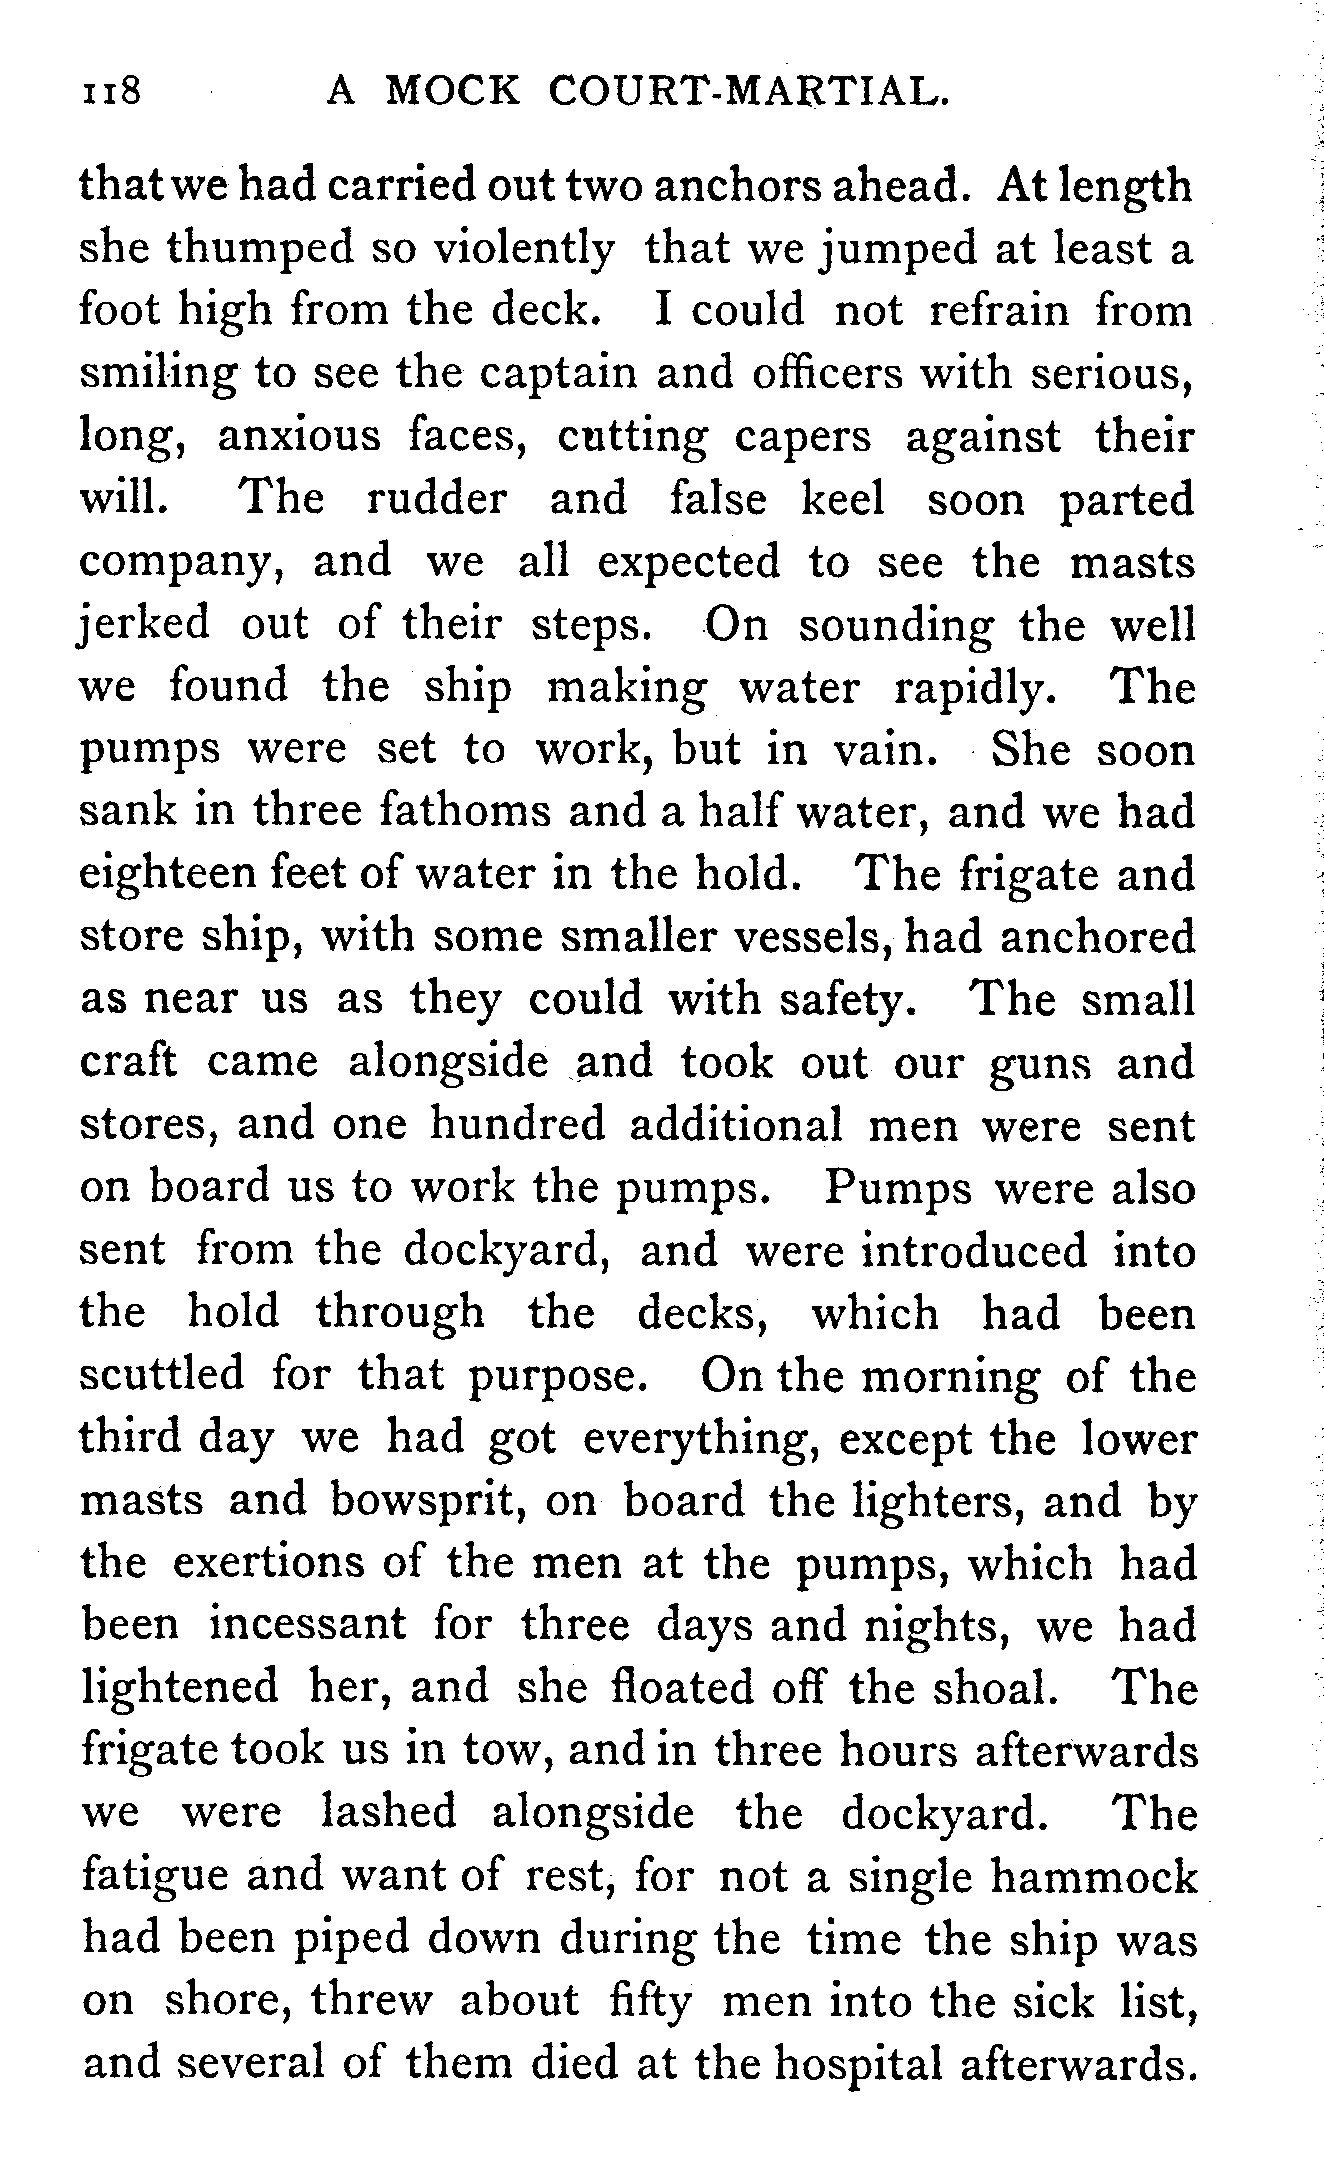 118 A MOCK COURT-MARTIAL.
that we had carried out two anchors ahead. At length
she thumped so violently that we jumped at least a
foot high from the deck. I could not refrain from
smiling to see the captain and officers with serious,
long, anxious faces, cutting capers against their
will. The rudder and false keel soon parted
company, and we all expected to see the masts
jerked out of their steps. On sounding the well
we found the ship making water rapidly. The
pumps were set to work, but in vain. She soon
sank in three fathoms and a half water, and we had
eighteen feet of water in the hold. The frigate and
store ship, with some smaller vessels, had anchored
as near us as they could with safety. The small
craft came alongside and took out our guns and
stores, and one hundred additional men were sent
on board us to work the pumps. Pumps were also
sent from the dockyard, and were introduced into
the hold through the decks, which had been
scuttled for that purpose. On the morning of the
third day we had got everything, except the lower
masts and bowsprit, on board the lighters, and by
the exertions of the men at the pumps, which had
been incessant for three days and nights, we had
lightened her, and she floated off the shoal. The
frigate took us in tow, and in three hours afterwards
we were lashed alongside the dockyard. The
fatigue and want of rest, for not a single hammock
had been piped down during the time the ship was
on shore, threw about fifty men into the sick list,
and several of them died at the hospital afterwards.